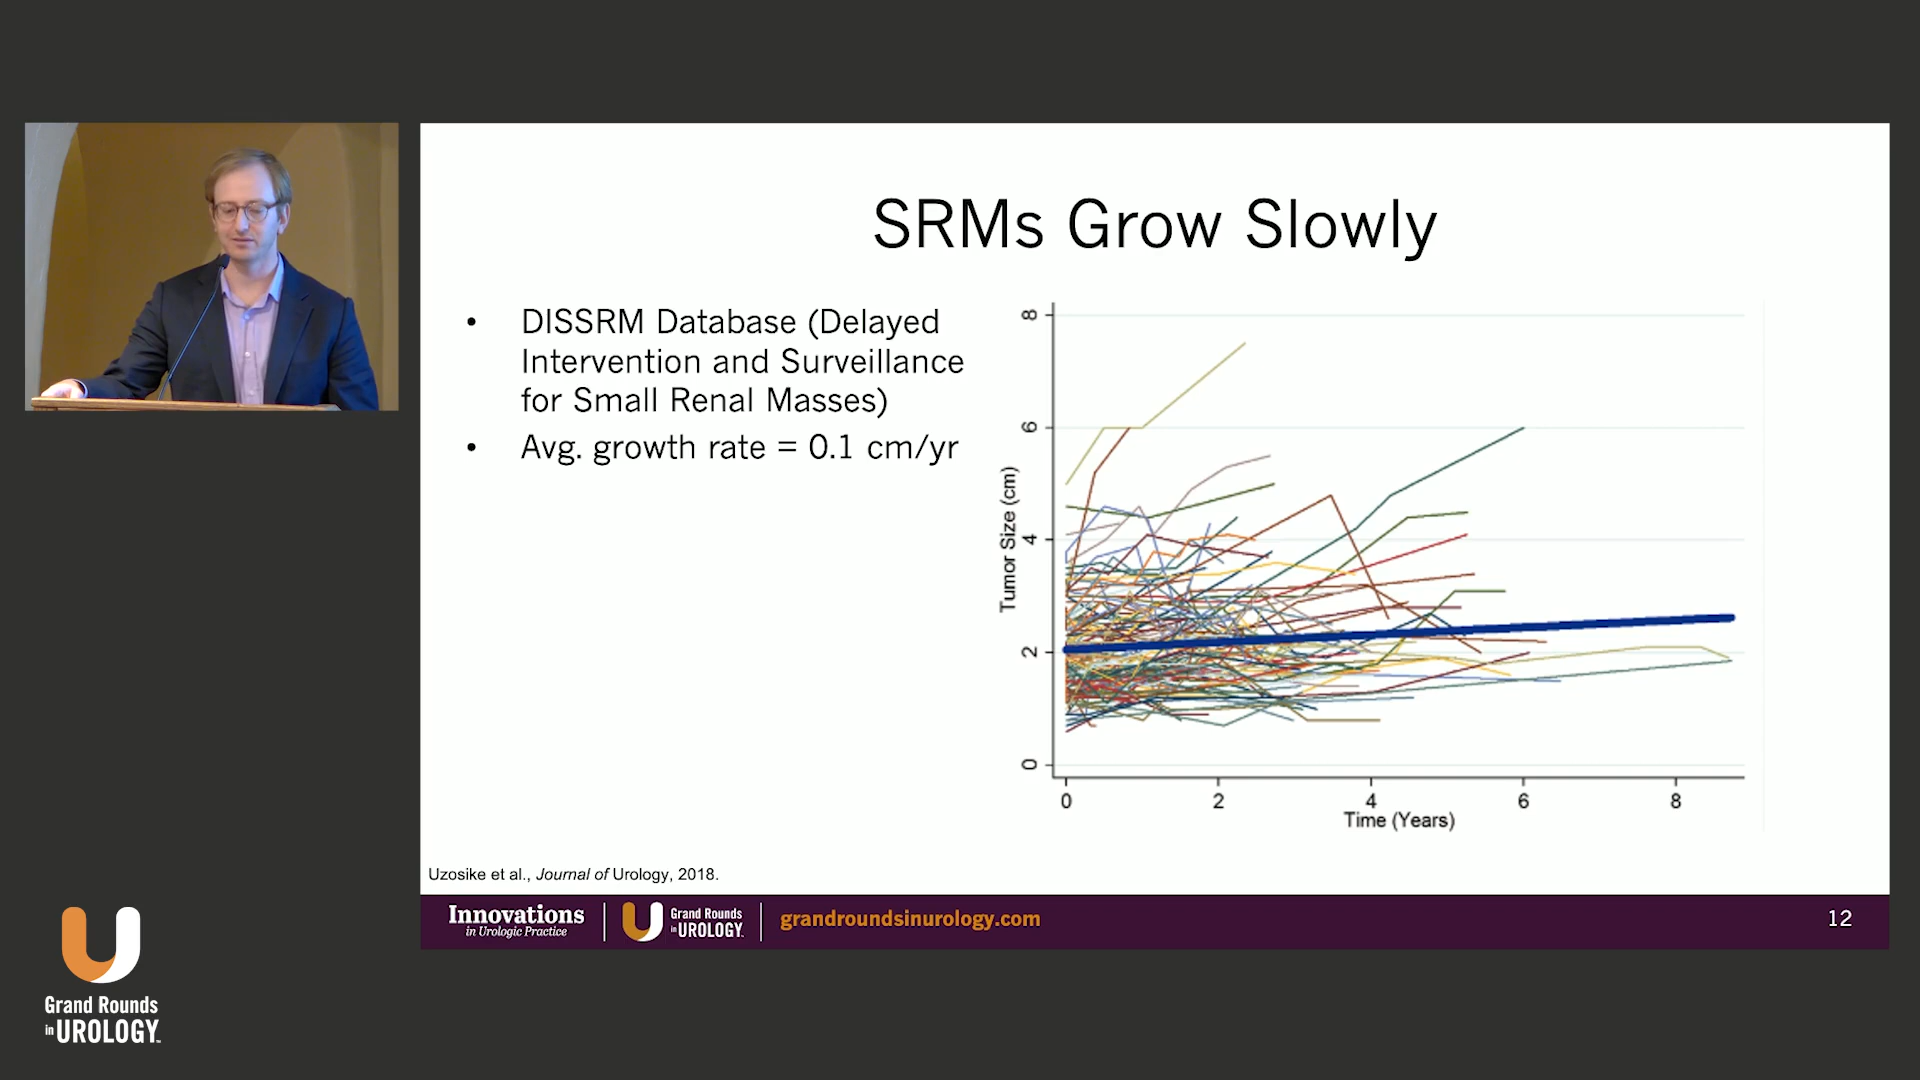 SRMs Grow Slowly
• DISSRM Database (Delayed
Intervention and Surveillance
for Small Renal Masses)
• Avg. growth rate = 0.1 cm/yr
8
6
4
2
0
Tumor Size (cm)
0 2 4 6 8
Time (Years)
Uzosike et al., Journal of Urology, 2018.
Innovations
in Urologic Practice
Grand Rounds
in UROLOGY™
grandroundsinurology.com
12
Grand Rounds
in UROLOGY™